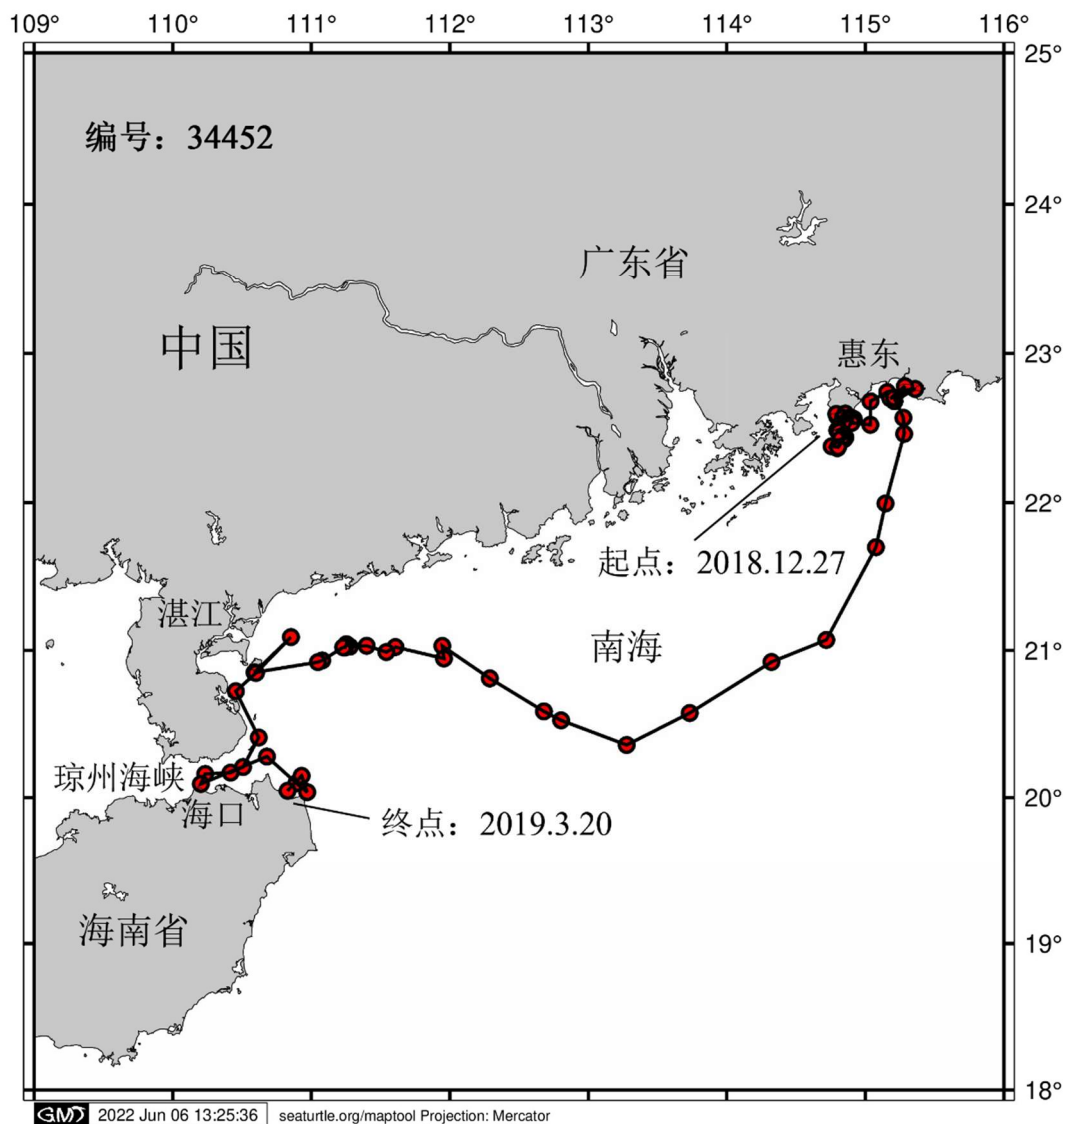 109° 110° 111° 112° 113° 114° 115° 116°
25°
编号：34452
24°
广东省
中国
23°
惠东
22°
起点：2018.12.27
湛江
南海
21°
琼州海峡
20°
海口
终点：2019.3.20
海南省
19°
18°
GMT 2022 Jun 06 13:25:36 seaturtle.org/maptool Projection: Mercator